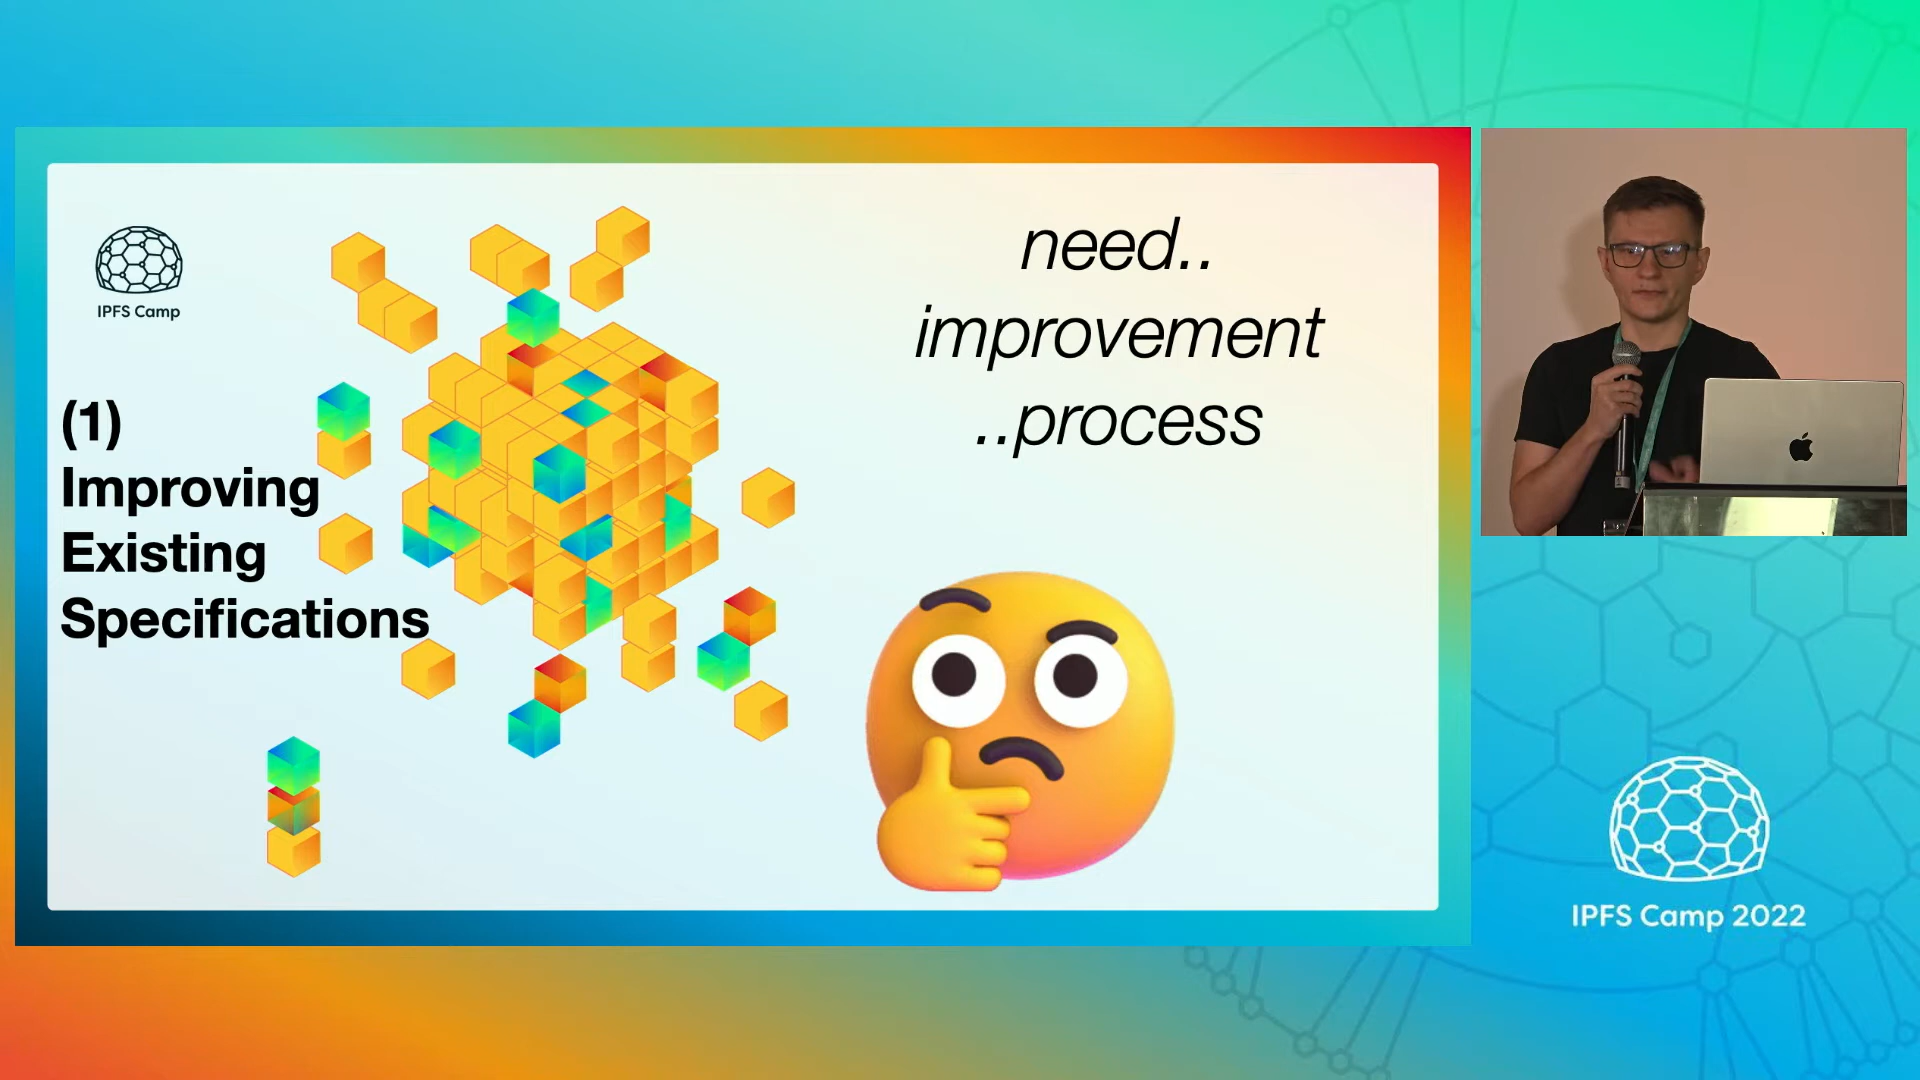 IPFS Camp
(1)
Improving
Existing
Specifications
need..
improvement
..process
IPFS Camp 2022